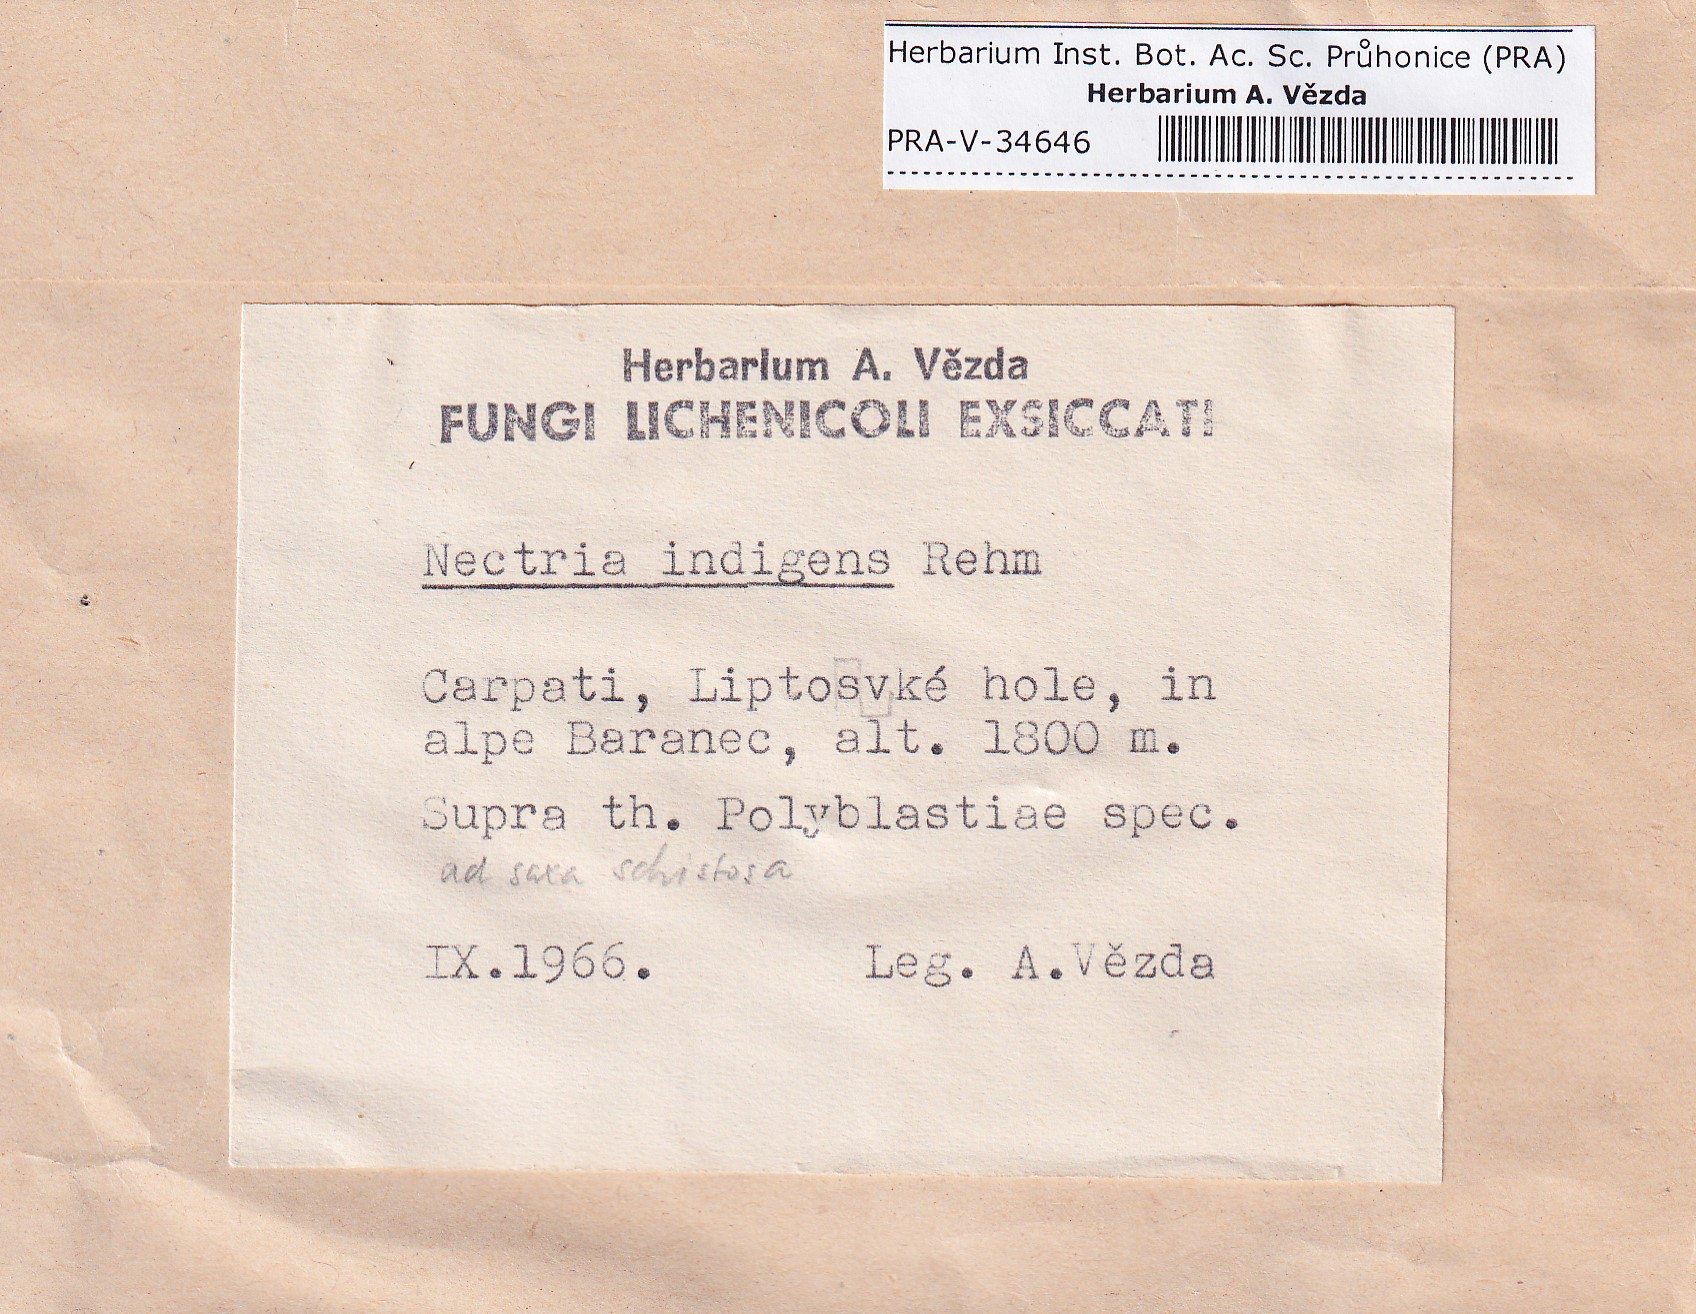 Herbarium Inst. Bot. Ac. Sc. Průhonice (PRA)
Herbarium A. Vězda
PRA-V-34646
Herbarium A. Vězda
FUNGI LICHENICOLI EXSICCATI
Nectria indigens Rehm
Carpati, Liptosvké hole, in
alpe Baranec, alt. 1800 m.
Supra th. Polyblastiae spec.
ad saxa schistosa
IX.1966. Leg. A.Vězda